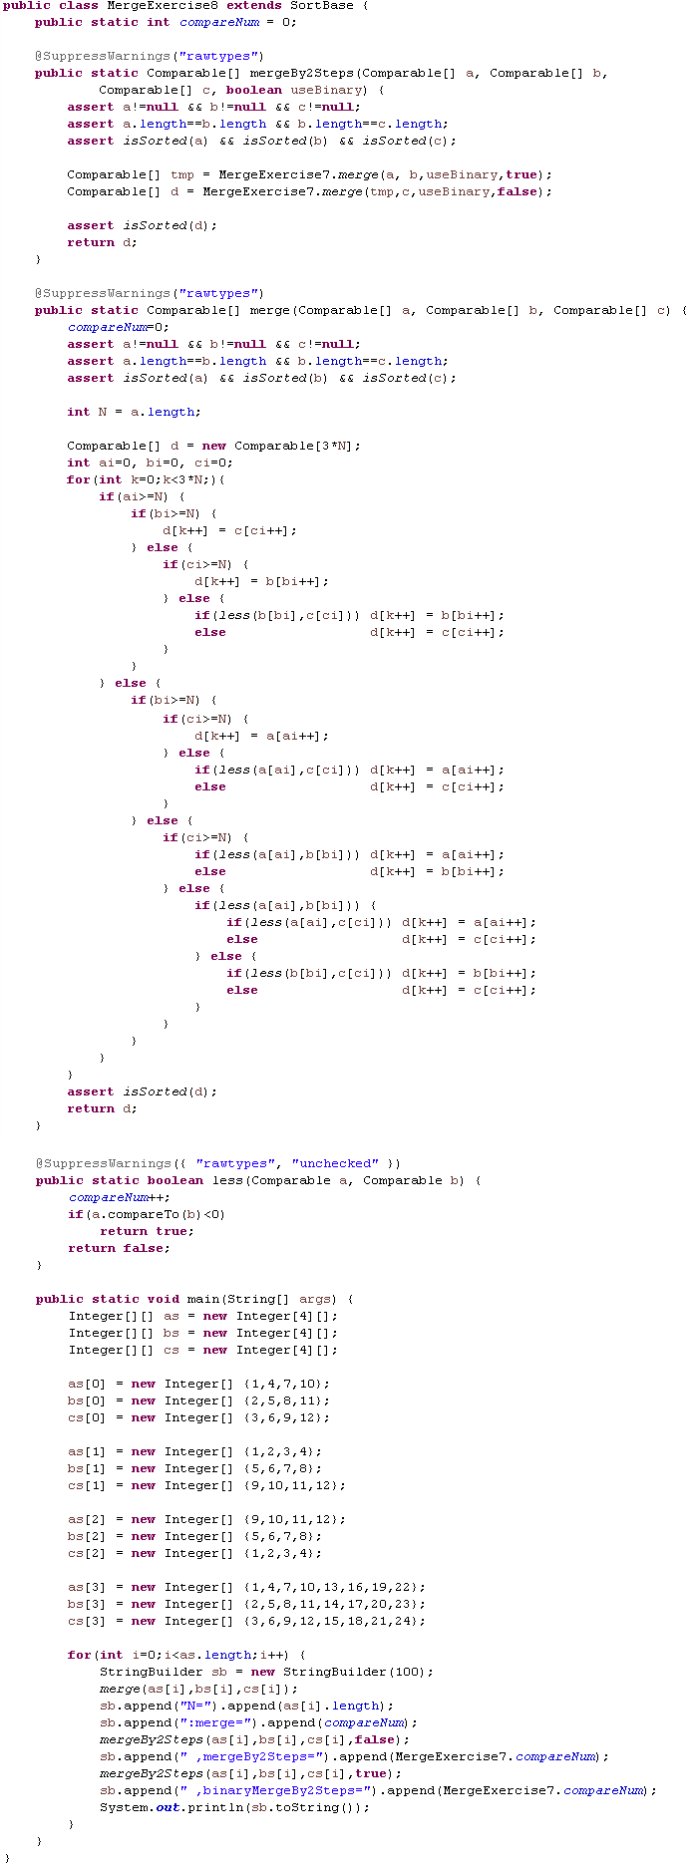 public class MergeExercise8 extends SortBase {
    public static int compareNum = 0;

    @SuppressWarnings("rawtypes")
    public static Comparable[] mergeBy2Steps(Comparable[] a, Comparable[] b,
            Comparable[] c, boolean useBinary) {
        assert a!=null && b!=null && c!=null;
        assert a.length==b.length && b.length==c.length;
        assert isSorted(a) && isSorted(b) && isSorted(c);

        Comparable[] tmp = MergeExercise7.merge(a, b,useBinary,true);
        Comparable[] d = MergeExercise7.merge(tmp,c,useBinary,false);

        assert isSorted(d);
        return d;
    }

    @SuppressWarnings("rawtypes")
    public static Comparable[] merge(Comparable[] a, Comparable[] b, Comparable[] c) {
        compareNum=0;
        assert a!=null && b!=null && c!=null;
        assert a.length==b.length && b.length==c.length;
        assert isSorted(a) && isSorted(b) && isSorted(c);

        int N = a.length;

        Comparable[] d = new Comparable[3*N];
        int ai=0, bi=0, ci=0;
        for(int k=0;k<3*N;){
            if(ai>=N) {
                if(bi>=N) {
                    d[k++] = c[ci++];
                } else {
                    if(ci>=N) {
                        d[k++] = b[bi++];
                    } else {
                        if(less(b[bi],c[ci])) d[k++] = b[bi++];
                        else                  d[k++] = c[ci++];
                    }
                }
            } else {
                if(bi>=N) {
                    if(ci>=N) {
                        d[k++] = a[ai++];
                    } else {
                        if(less(a[ai],c[ci])) d[k++] = a[ai++];
                        else                  d[k++] = c[ci++];
                    }
                } else {
                    if(ci>=N) {
                        if(less(a[ai],b[bi])) d[k++] = a[ai++];
                        else                  d[k++] = b[bi++];
                    } else {
                        if(less(a[ai],b[bi])) {
                            if(less(a[ai],c[ci])) d[k++] = a[ai++];
                            else                  d[k++] = c[ci++];
                        } else {
                            if(less(b[bi],c[ci])) d[k++] = b[bi++];
                            else                  d[k++] = c[ci++];
                        }
                    }
                }
            }
        }
        assert isSorted(d);
        return d;
    }

    @SuppressWarnings({ "rawtypes", "unchecked" })
    public static boolean less(Comparable a, Comparable b) {
        compareNum++;
        if(a.compareTo(b)<0)
            return true;
        return false;
    }

    public static void main(String[] args) {
        Integer[][] as = new Integer[4][];
        Integer[][] bs = new Integer[4][];
        Integer[][] cs = new Integer[4][];

        as[0] = new Integer[] {1,4,7,10};
        bs[0] = new Integer[] {2,5,8,11};
        cs[0] = new Integer[] {3,6,9,12};

        as[1] = new Integer[] {1,2,3,4};
        bs[1] = new Integer[] {5,6,7,8};
        cs[1] = new Integer[] {9,10,11,12};

        as[2] = new Integer[] {9,10,11,12};
        bs[2] = new Integer[] {5,6,7,8};
        cs[2] = new Integer[] {1,2,3,4};

        as[3] = new Integer[] {1,4,7,10,13,16,19,22};
        bs[3] = new Integer[] {2,5,8,11,14,17,20,23};
        cs[3] = new Integer[] {3,6,9,12,15,18,21,24};

        for(int i=0;i<as.length;i++) {
            StringBuilder sb = new StringBuilder(100);
            merge(as[i],bs[i],cs[i]);
            sb.append("N=").append(as[i].length);
            sb.append(":merge=").append(compareNum);
            mergeBy2Steps(as[i],bs[i],cs[i],false);
            sb.append(" ,mergeBy2Steps=").append(MergeExercise7.compareNum);
            mergeBy2Steps(as[i],bs[i],cs[i],true);
            sb.append(" ,binaryMergeBy2Steps=").append(MergeExercise7.compareNum);
            System.out.println(sb.toString());
        }
    }
}